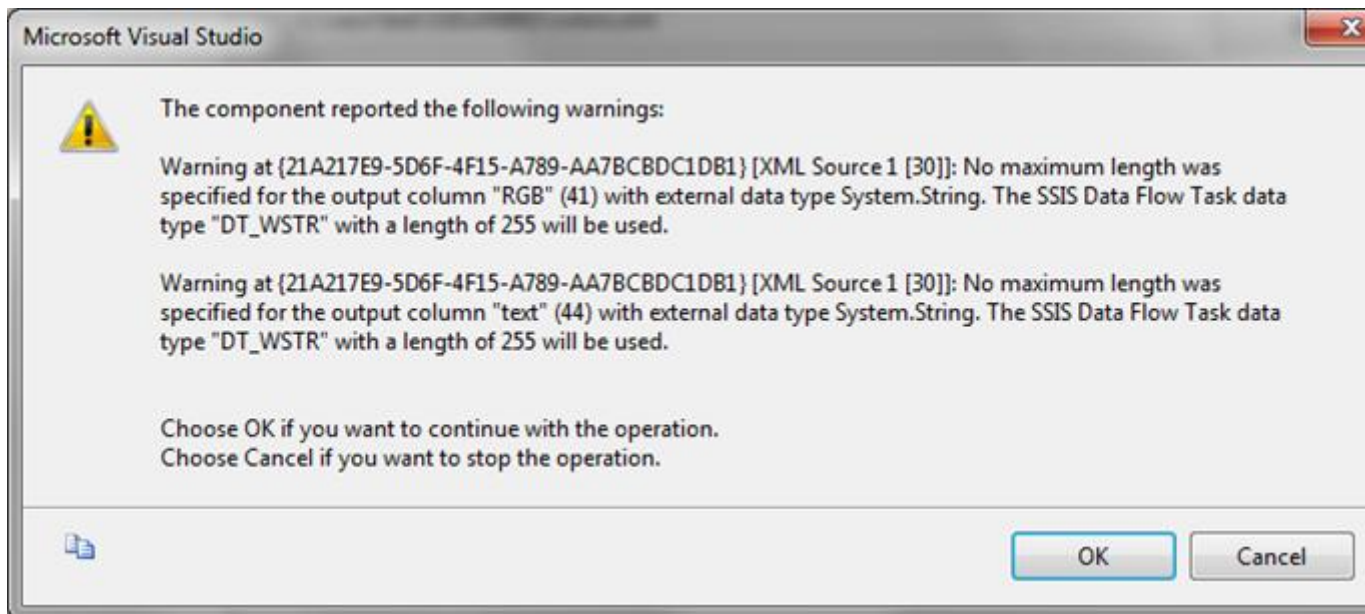 Microsoft Visual Studio
The component reported the following warnings:
Warning at {21A217E9-5D6F-4F15-A789-AA7BCBDC1DB1} [XML Source 1 [30]]: No maximum length was
specified for the output column "RGB" (41) with external data type System.String. The SSIS Data Flow Task data
type "DT_WSTR" with a length of 255 will be used.
Warning at {21A217E9-5D6F-4F15-A789-AA7BCBDC1DB1} [XML Source 1 [30]]: No maximum length was
specified for the output column "text" (44) with external data type System.String. The SSIS Data Flow Task data
type "DT_WSTR" with a length of 255 will be used.
Choose OK if you want to continue with the operation.
Choose Cancel if you want to stop the operation.
OK
Cancel